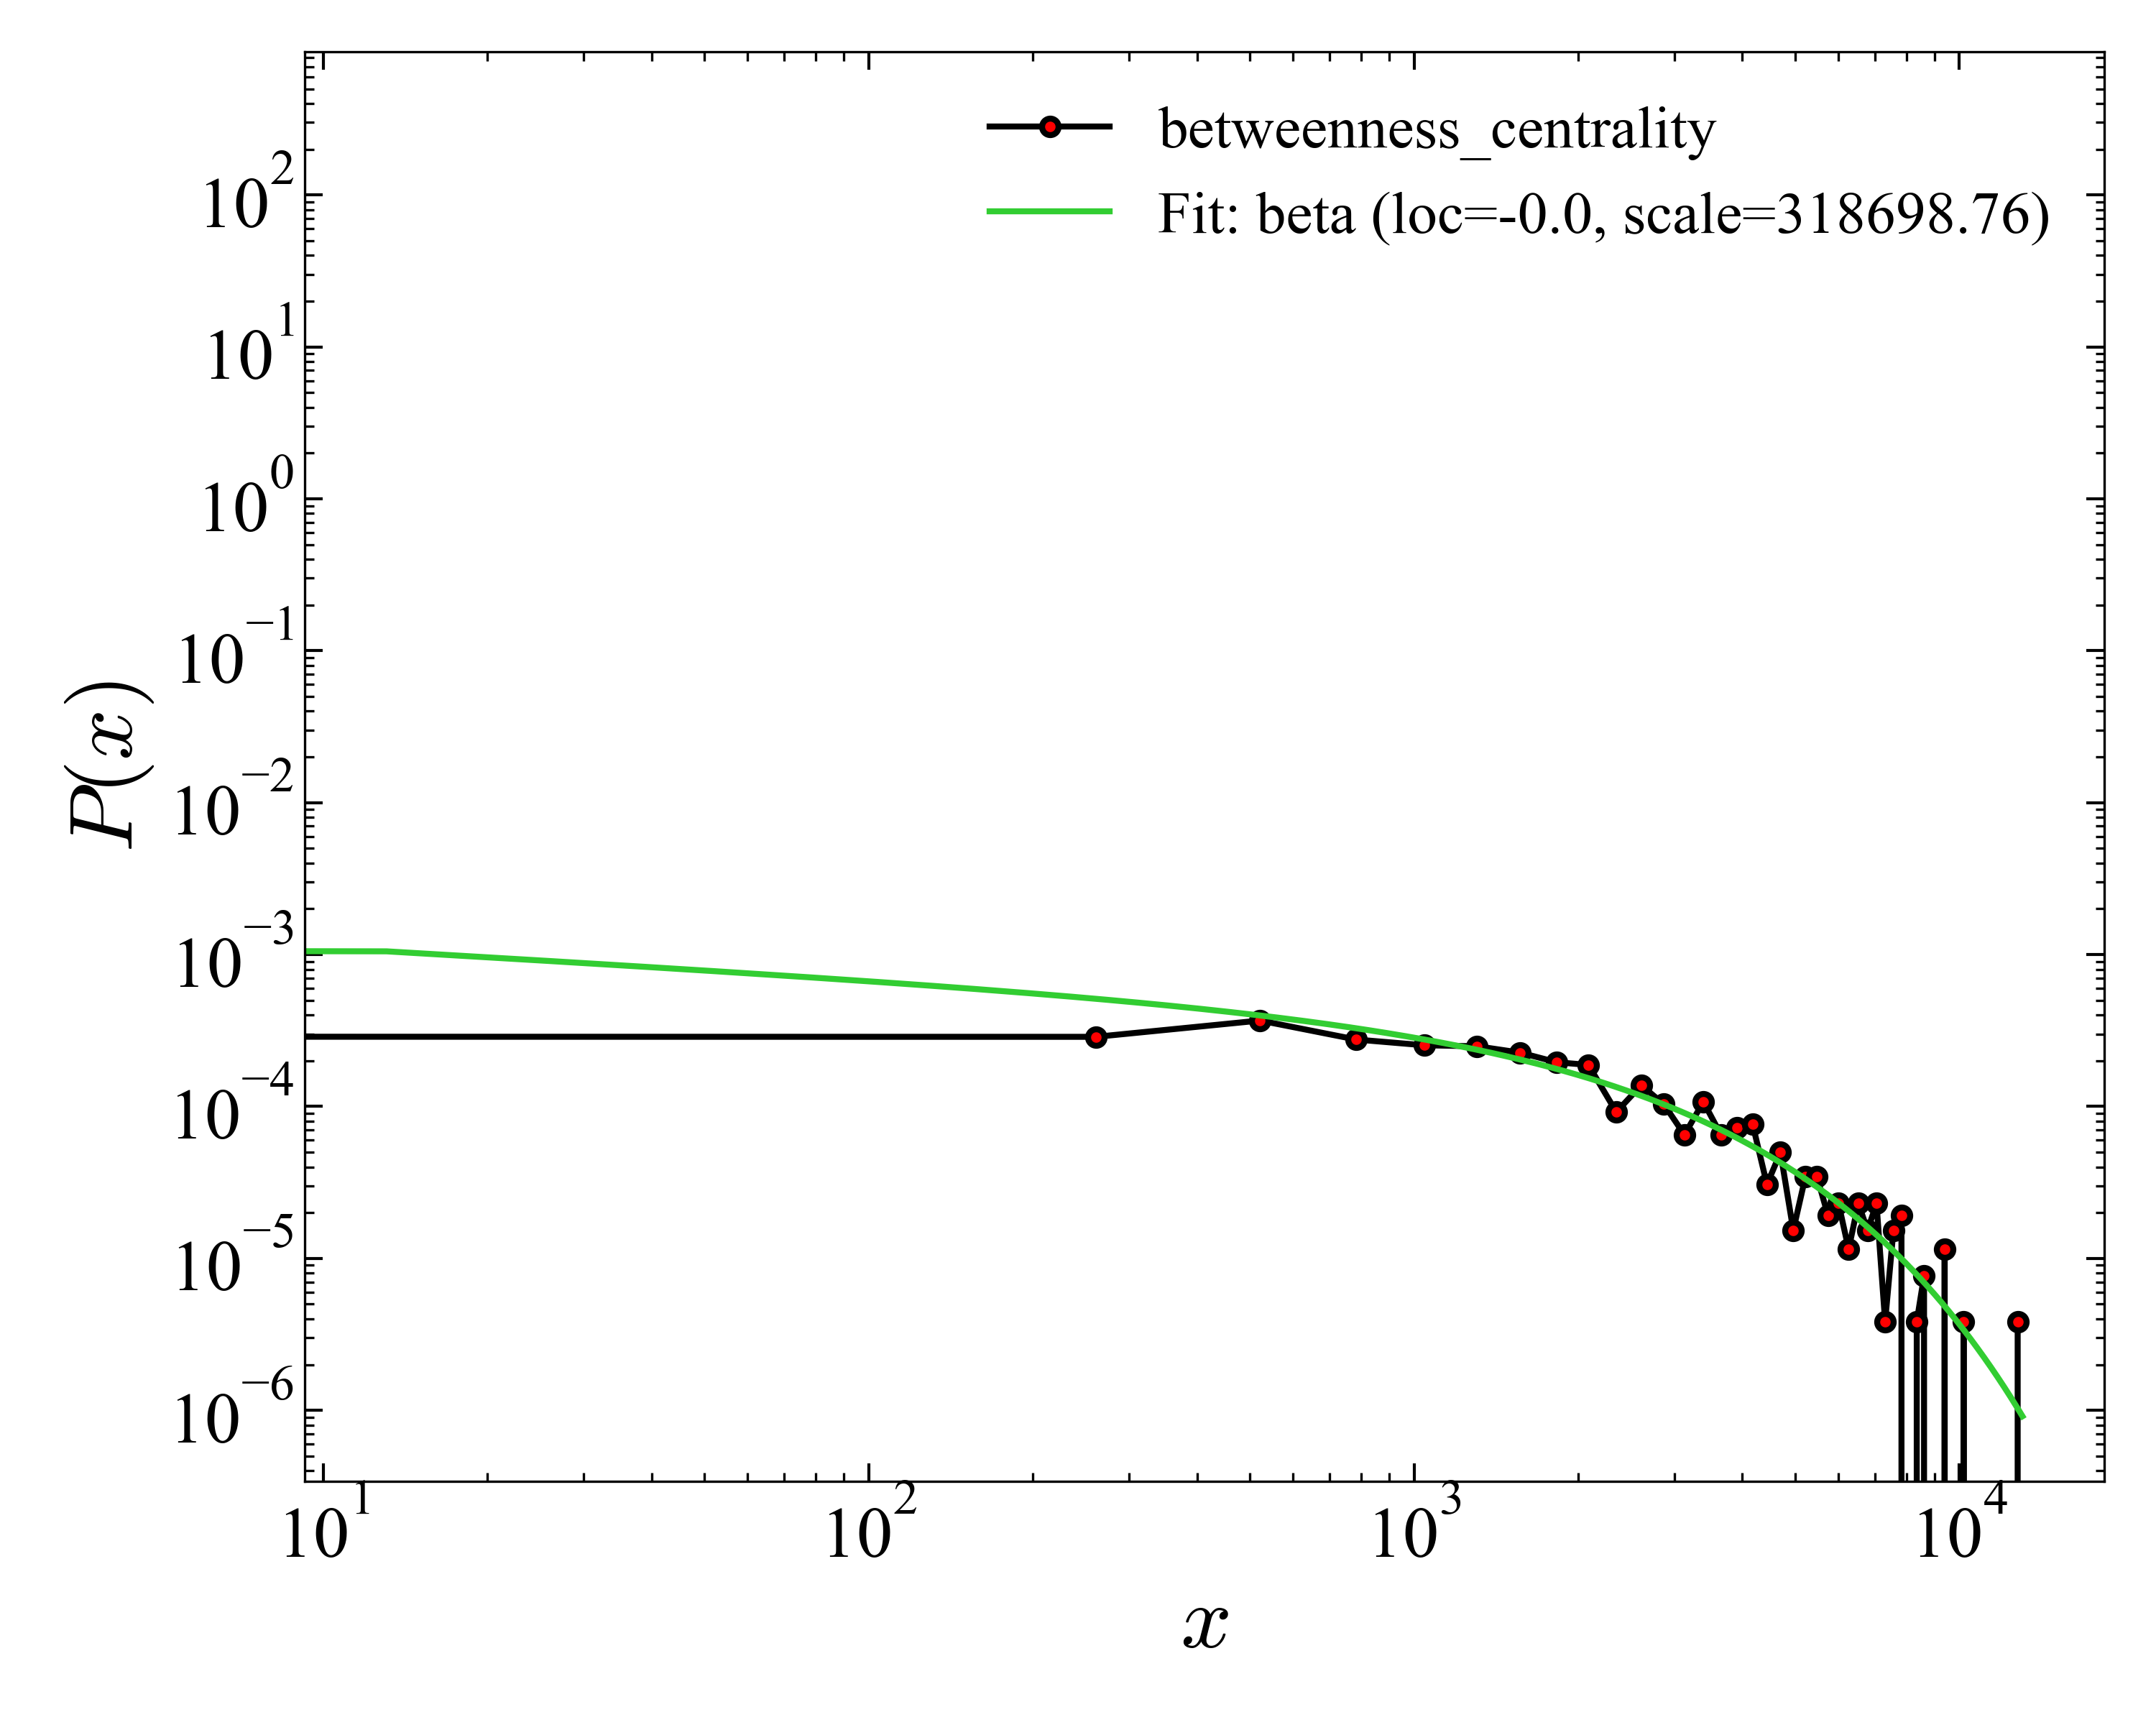 betweenness_centrality
Fit: beta (loc=-0.0, scale=318698.76)
10^2
10^1
10^0
10^−1
10^−2
10^−3
10^−4
10^−5
10^−6
P(x)
10^1 10^2 10^3 10^4
x